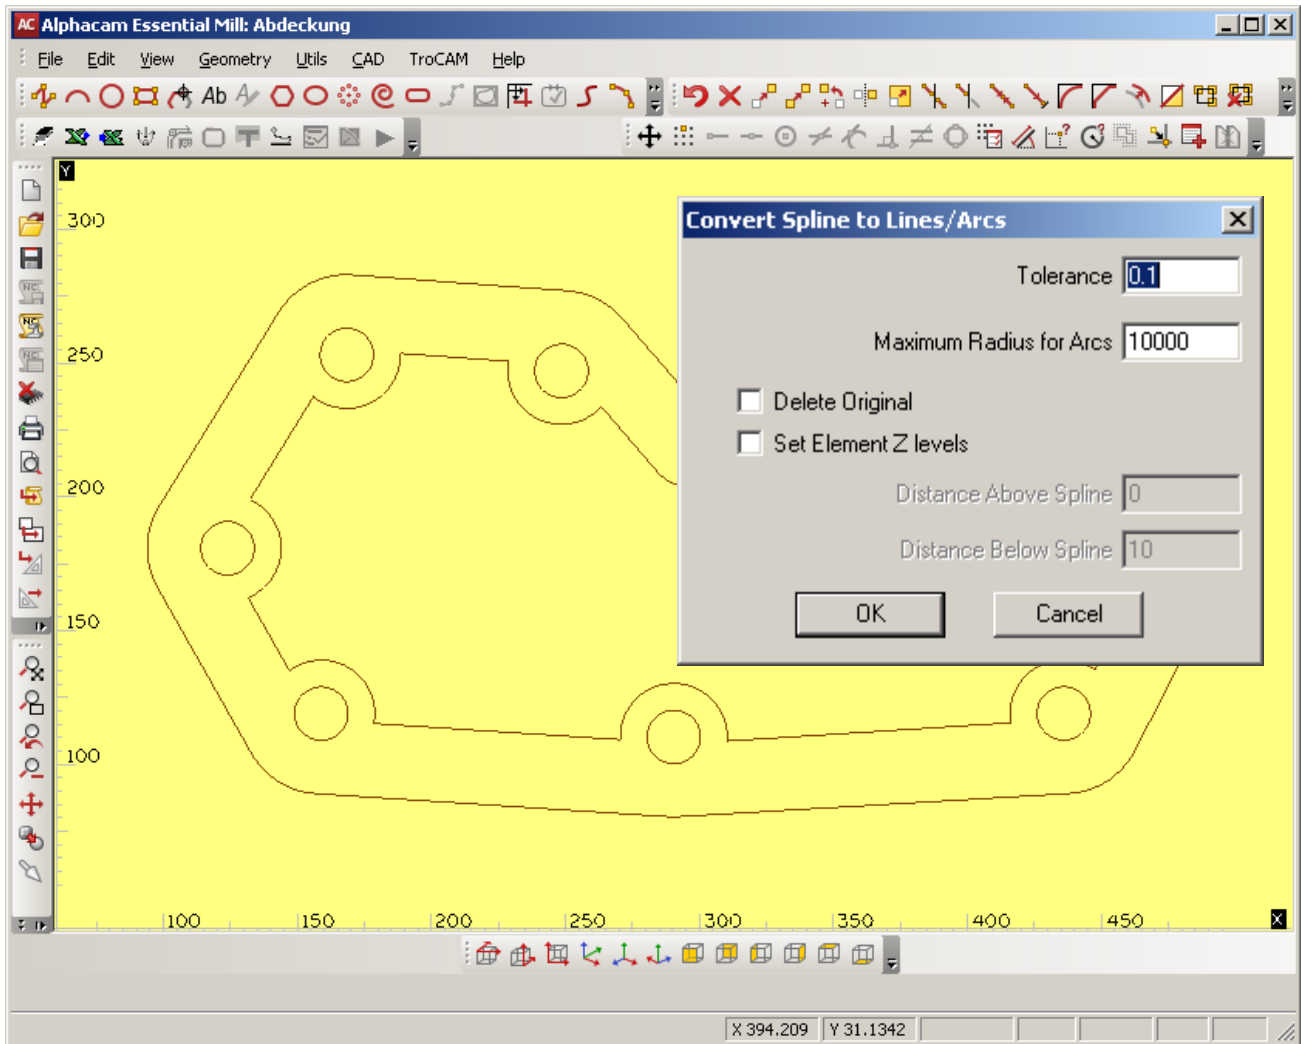 AC Alphacam Essential Mill: Abdeckung
File Edit View Geometry Utils CAD TroCAM Help
Ab
Y
300
250
200
150
100
Convert Spline to Lines/Arcs
Tolerance 0.1
Maximum Radius for Arcs 10000
Delete Original
Set Element Z levels
Distance Above Spline 0
Distance Below Spline 10
OK Cancel
NC
NC
NC
100 150 200 250 300 350 400 450 X
X 394.209 Y 31.1342